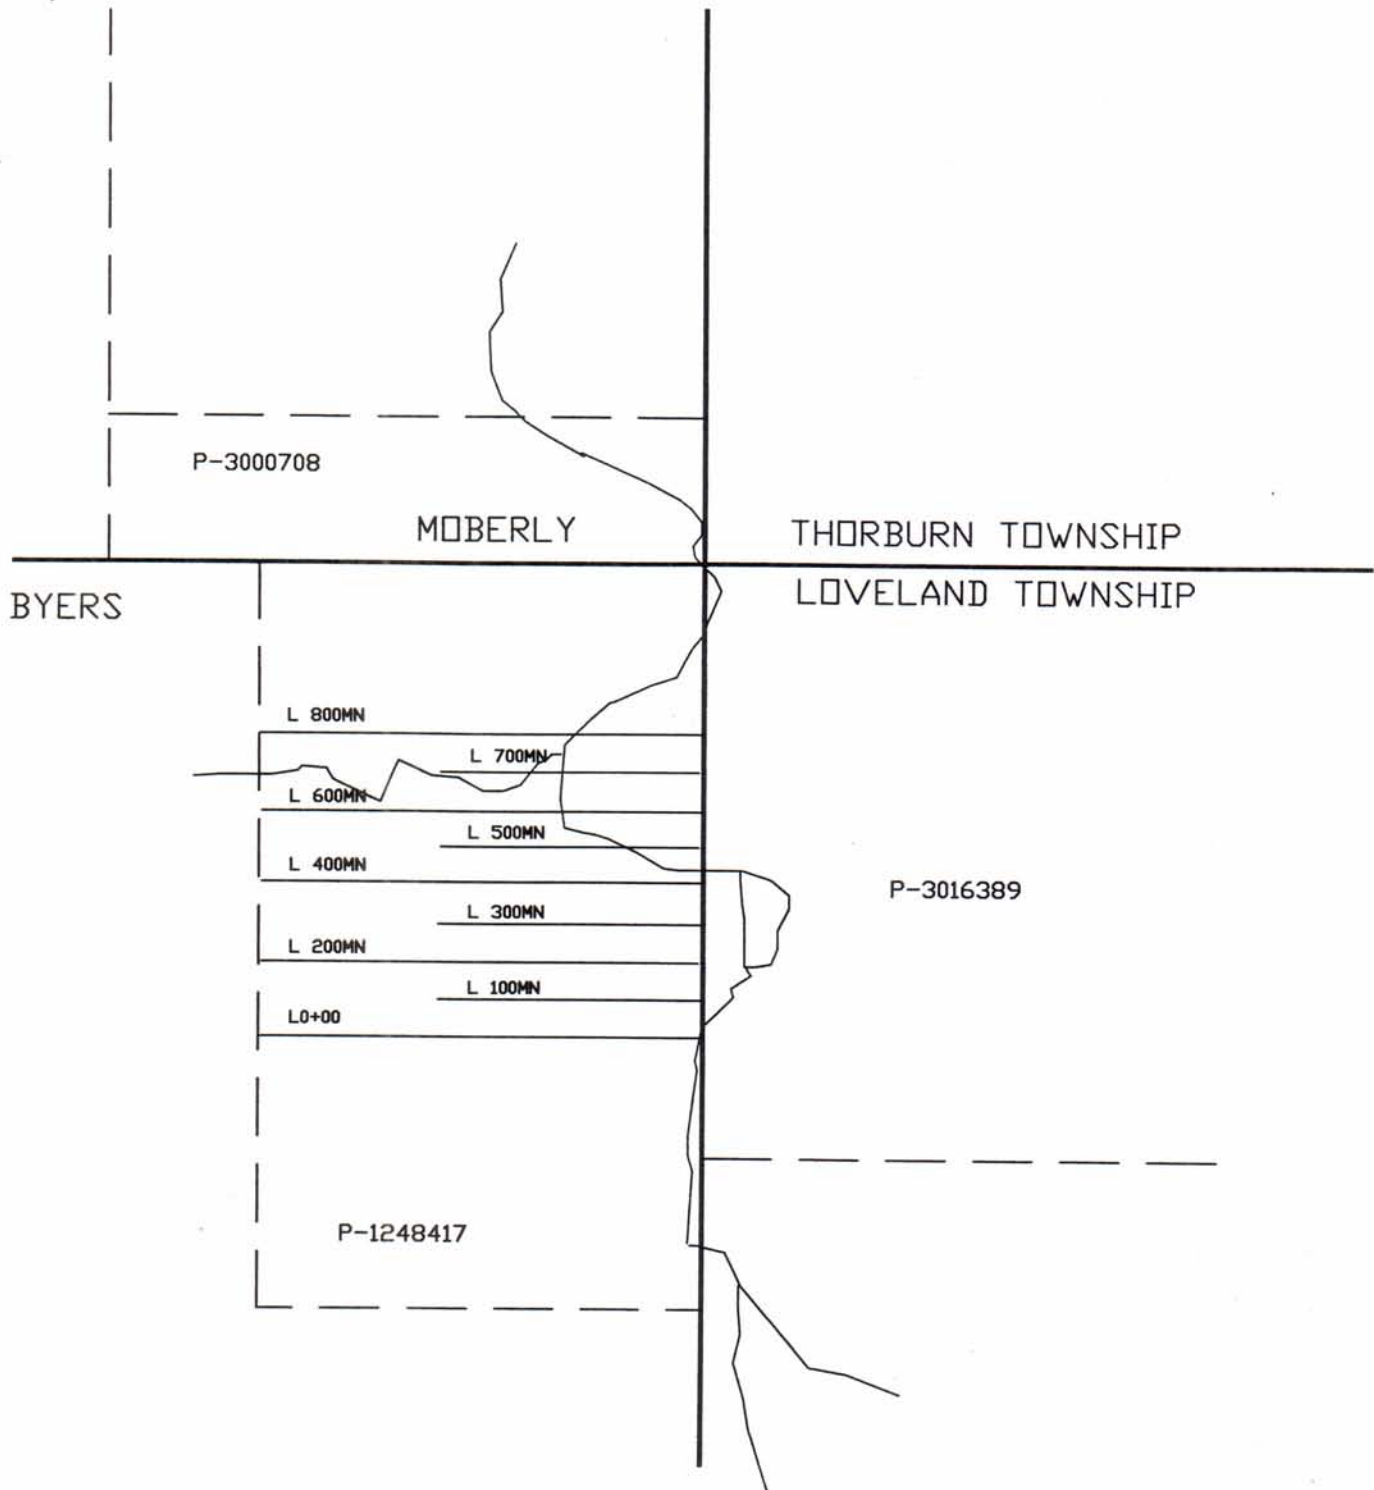 P-3000708
MOBERLY
THORBURN TOWNSHIP
BYERS
LOVELAND TOWNSHIP
L 800MN
L 700MN
L 600MN
L 500MN
L 400MN
P-3016389
L 300MN
L 200MN
L 100MN
L0+00
P-1248417